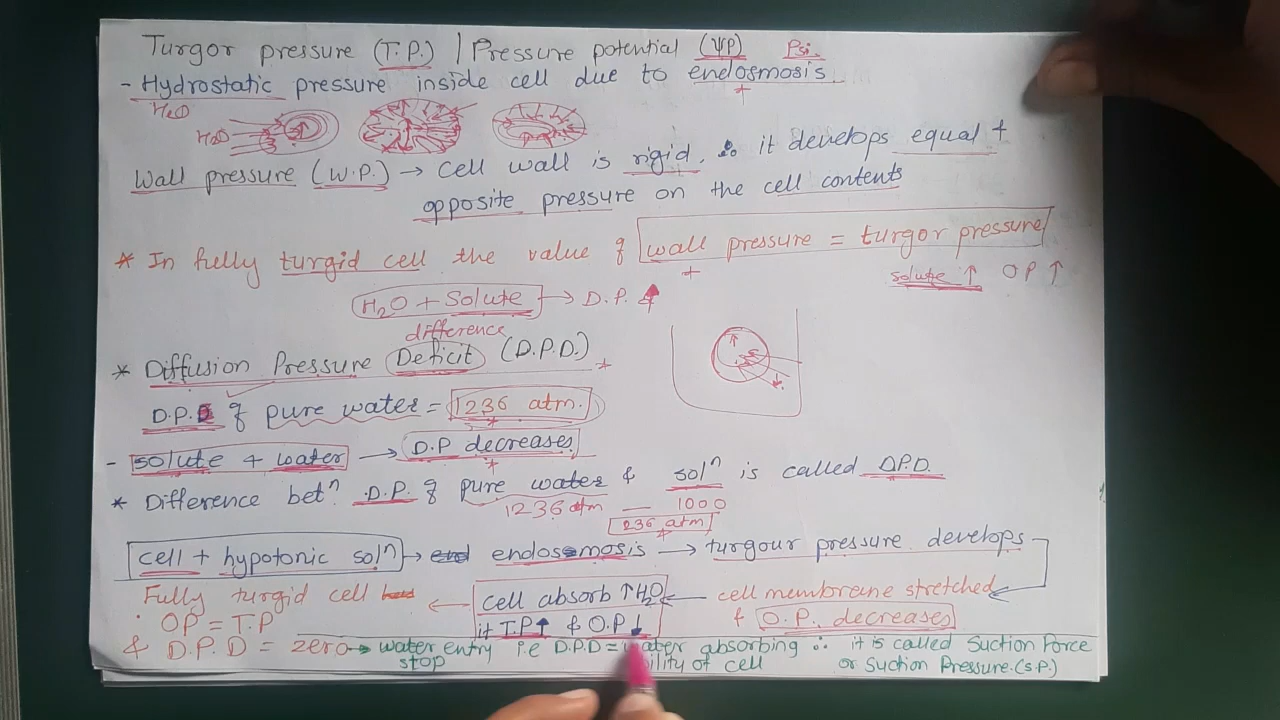 Turgor pressure (T.P.) | Pressure potential (ΨP) Psi.
- Hydrostatic pressure inside cell due to endosmosis.
H2O
H2O
Wall pressure (W.P.) → cell wall is rigid, ∴ it develops equal +
opposite pressure on the cell contents
* In fully turgid cell the value of wall pressure = turgor pressure
solute ↑ OP ↑
H2O + Solute → D.P. ↑
difference
* Diffusion Pressure Deficit (D.P.D.)
D.P. of pure water = 1236 atm.
- solute + water → D.P decreases
* Difference betn D.P. of pure water & soln is called D.P.D.
1236 atm — 1000
236 atm
cell + hypotonic soln → endosmosis → turgour pressure develops
Fully turgid cell ← cell absorb ↑ H2O ← cell membrane stretched
∴ OP = T.P it T.P ↑ & O.P ↓ & O.P. decreases
& D.P.D = zero → water entry i.e D.P.D = water absorbing ∴ it is called Suction Force
stop of cell or Suction Pressure. (S.P.)